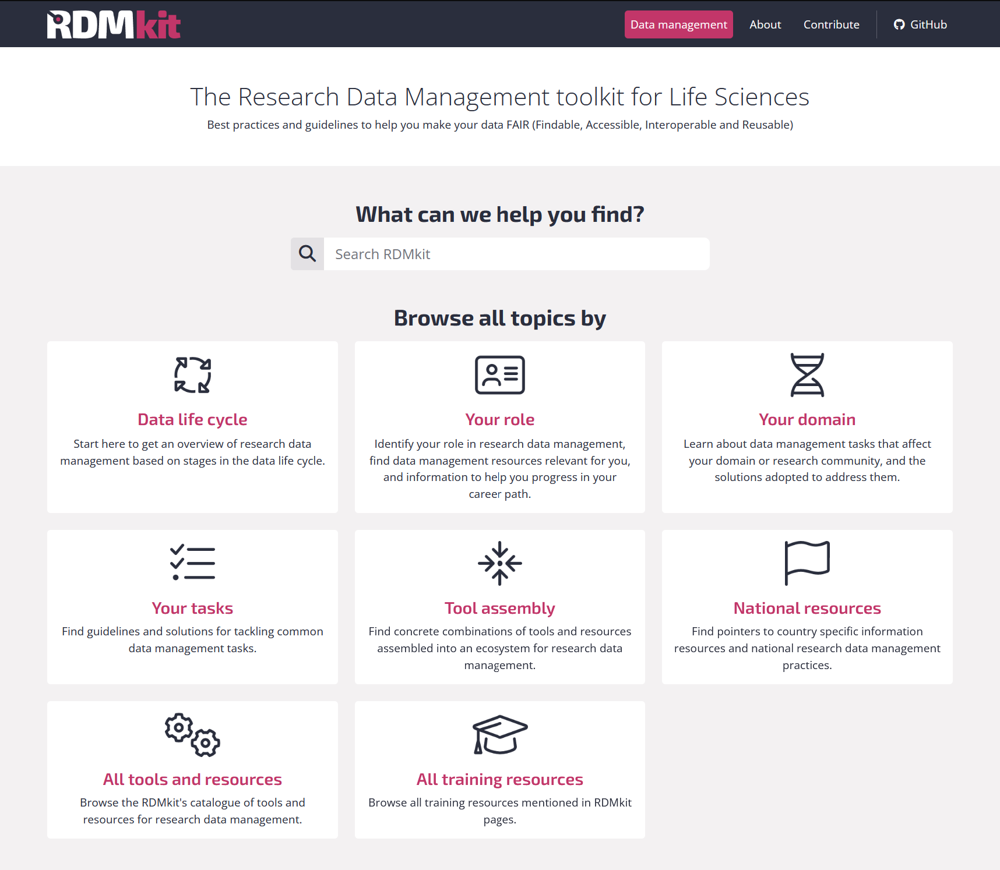 RDMkit
Data management
About
Contribute
GitHub
The Research Data Management toolkit for Life Sciences
Best practices and guidelines to help you make your data FAIR (Findable, Accessible, Interoperable and Reusable)
What can we help you find?
Search RDMkit
Browse all topics by
Data life cycle
Start here to get an overview of research data
management based on stages in the data life cycle.
Your role
Identify your role in research data management,
find data management resources relevant for you,
and information to help you progress in your
career path.
Your domain
Learn about data management tasks that affect
your domain or research community, and the
solutions adopted to address them.
Your tasks
Find guidelines and solutions for tackling common
data management tasks.
Tool assembly
Find concrete combinations of tools and resources
assembled into an ecosystem for research data
management.
National resources
Find pointers to country specific information
resources and national research data management
practices.
All tools and resources
Browse the RDMkit's catalogue of tools and
resources for research data management.
All training resources
Browse all training resources mentioned in RDMkit
pages.